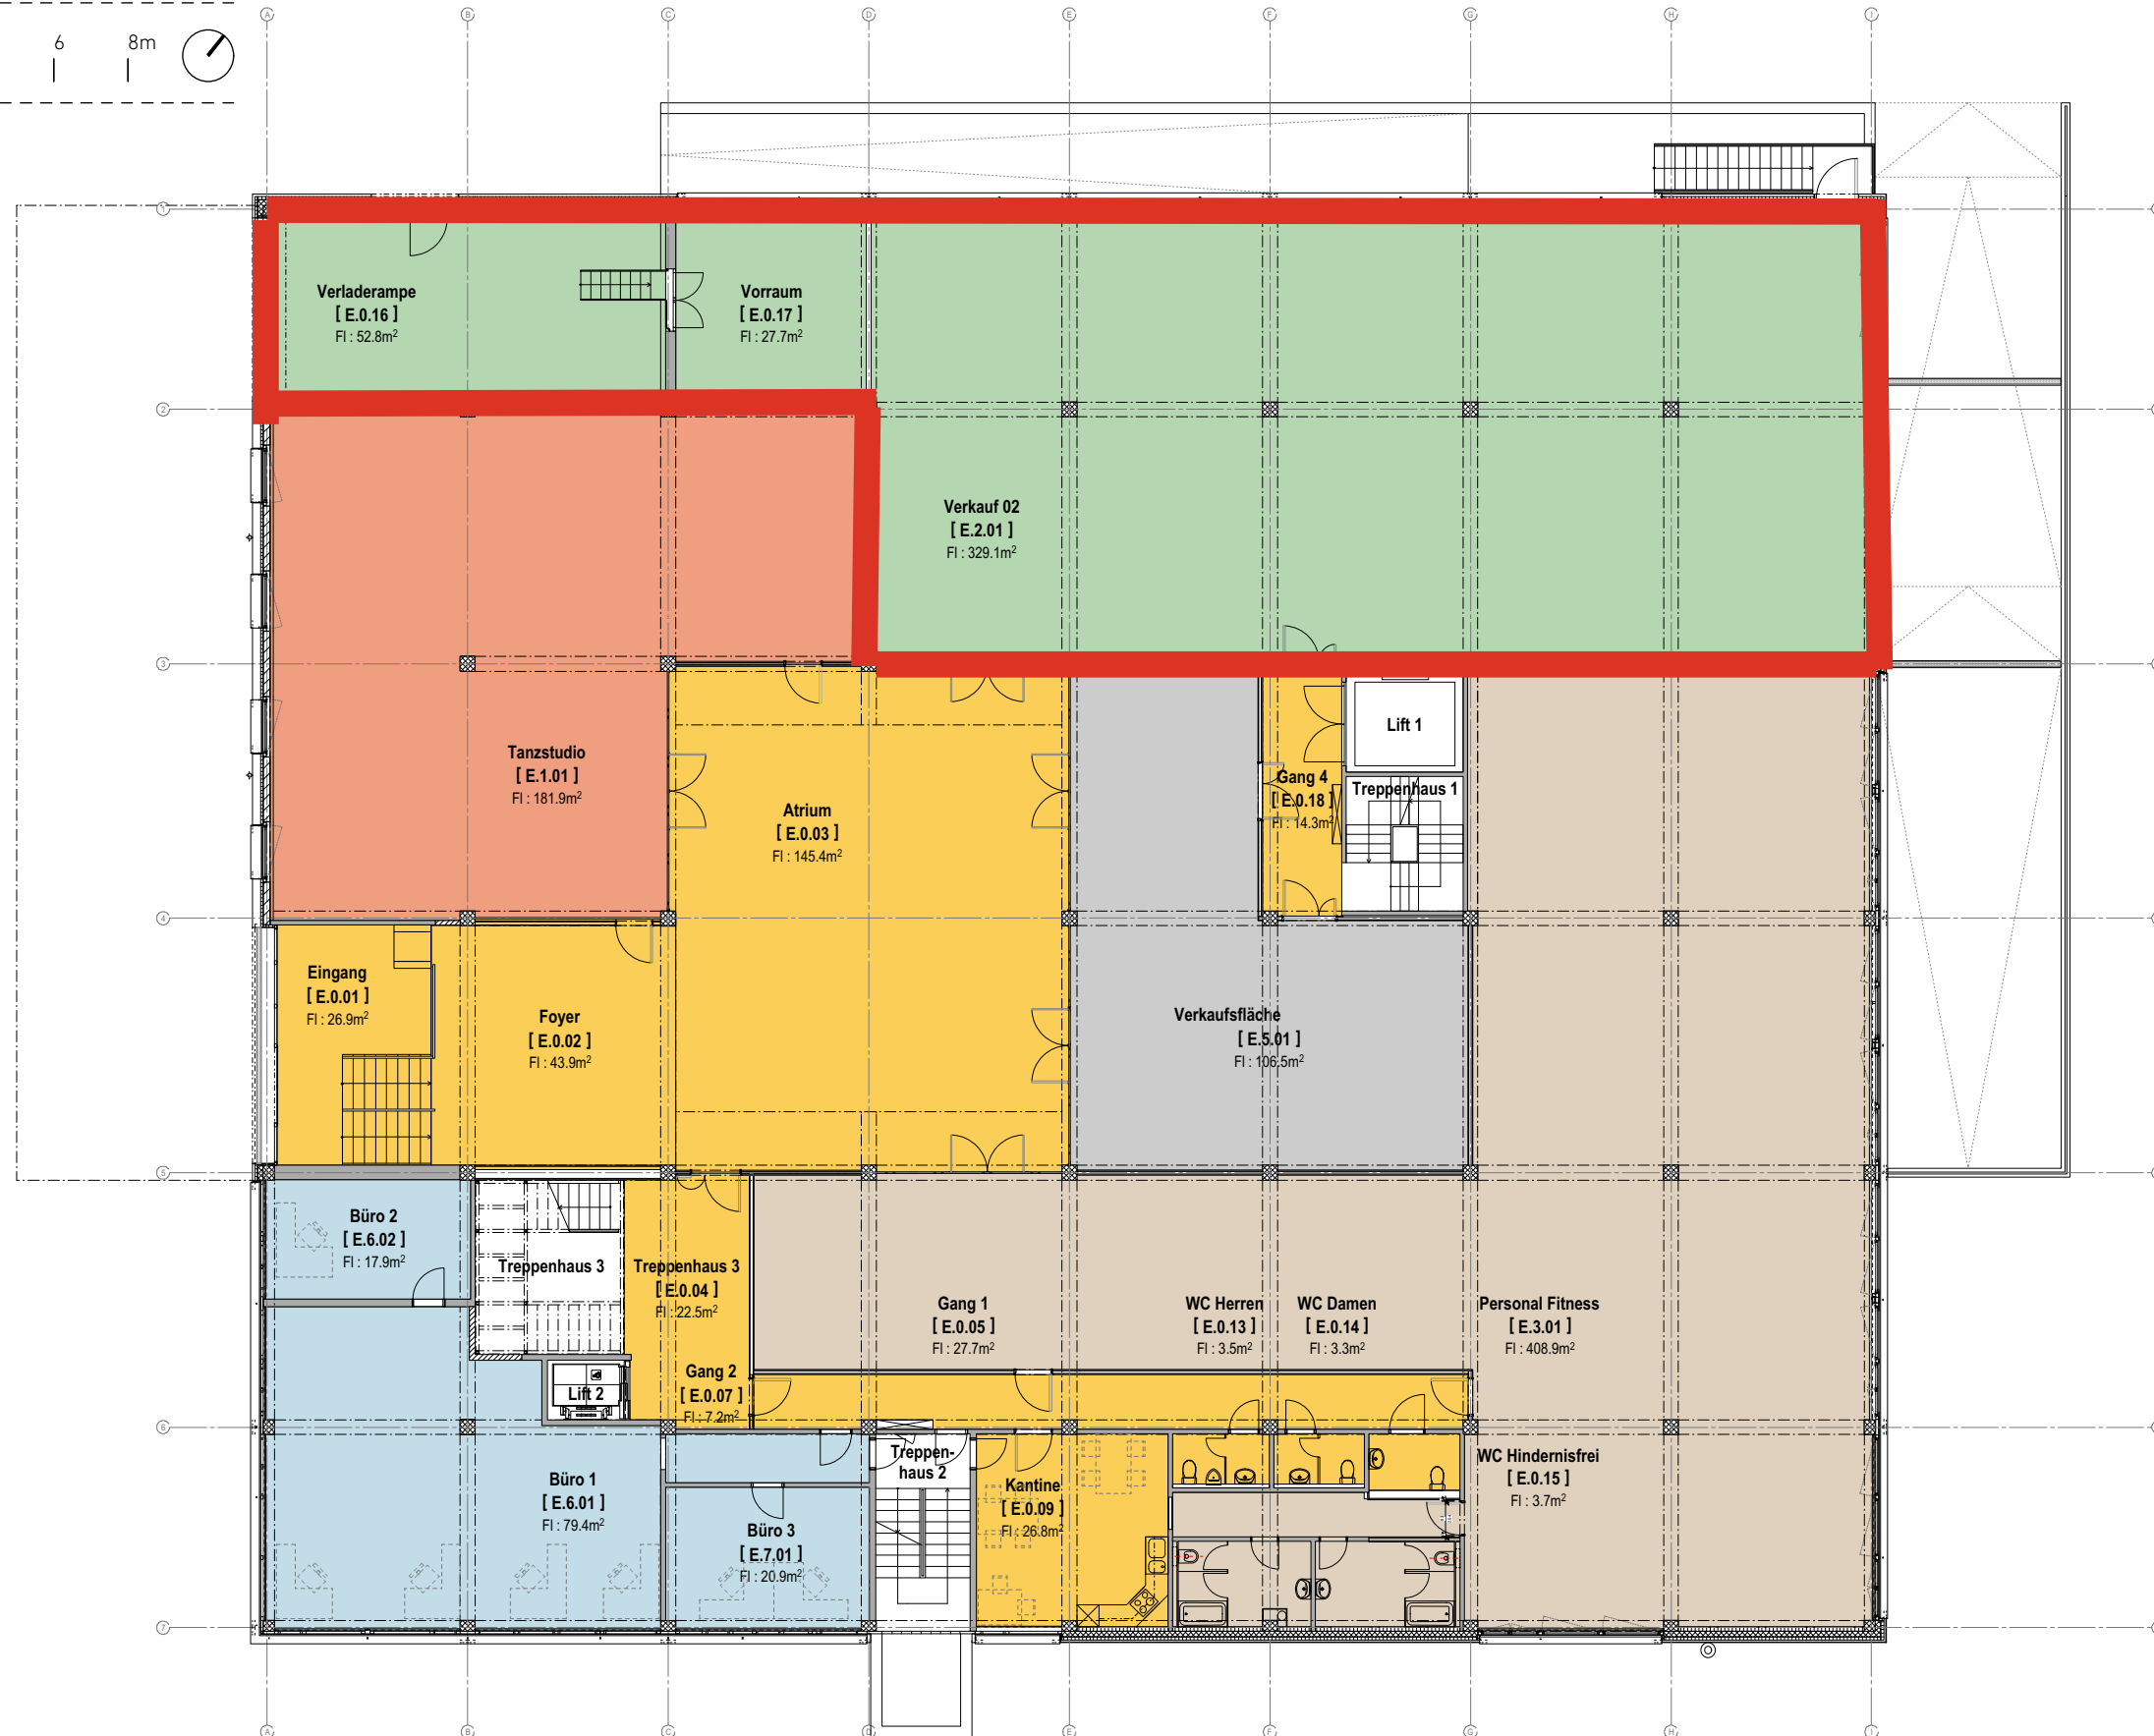 A B C D E F G H I
6 8m
1
Verladerampe
[ E.0.16 ]
Fl : 52.8m²
Vorraum
[ E.0.17 ]
Fl : 27.7m²
2
Verkauf 02
[ E.2.01 ]
Fl : 329.1m²
3
Tanzstudio
[ E.1.01 ]
Fl : 181.9m²
Atrium
[ E.0.03 ]
Fl : 145.4m²
Lift 1
Gang 4
[ E.0.18 ]
Fl : 14.3m²
Treppenhaus 1
4
Eingang
[ E.0.01 ]
Fl : 26.9m²
Foyer
[ E.0.02 ]
Fl : 43.9m²
Verkaufsfläche
[ E.5.01 ]
Fl : 106.5m²
5
Büro 2
[ E.6.02 ]
Fl : 17.9m²
Treppenhaus 3
Treppenhaus 3
[ E.0.04 ]
Fl : 22.5m²
Gang 1
[ E.0.05 ]
Fl : 27.7m²
WC Herren
[ E.0.13 ]
Fl : 3.5m²
WC Damen
[ E.0.14 ]
Fl : 3.3m²
Personal Fitness
[ E.3.01 ]
Fl : 408.9m²
Lift 2
Gang 2
[ E.0.07 ]
Fl : 7.2m²
6
Büro 1
[ E.6.01 ]
Fl : 79.4m²
Büro 3
[ E.7.01 ]
Fl : 20.9m²
Treppen-
haus 2
Kantine
[ E.0.09 ]
Fl : 26.8m²
WC Hindernisfrei
[ E.0.15 ]
Fl : 3.7m²
7
A B C D E F G H I